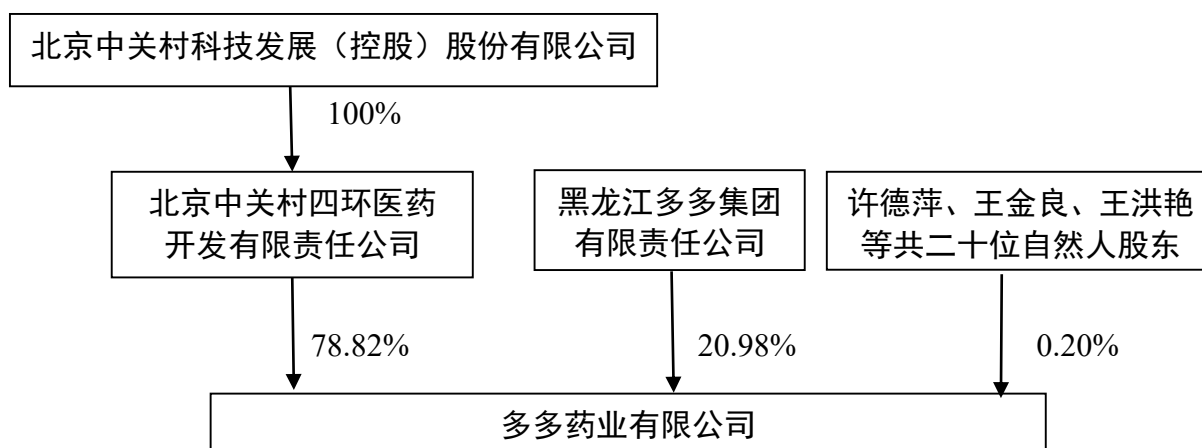 北京中关村科技发展（控股）股份有限公司
100%
北京中关村四环医药
开发有限责任公司
黑龙江多多集团
有限责任公司
许德萍、王金良、王洪艳
等共二十位自然人股东
78.82%
20.98%
0.20%
多多药业有限公司